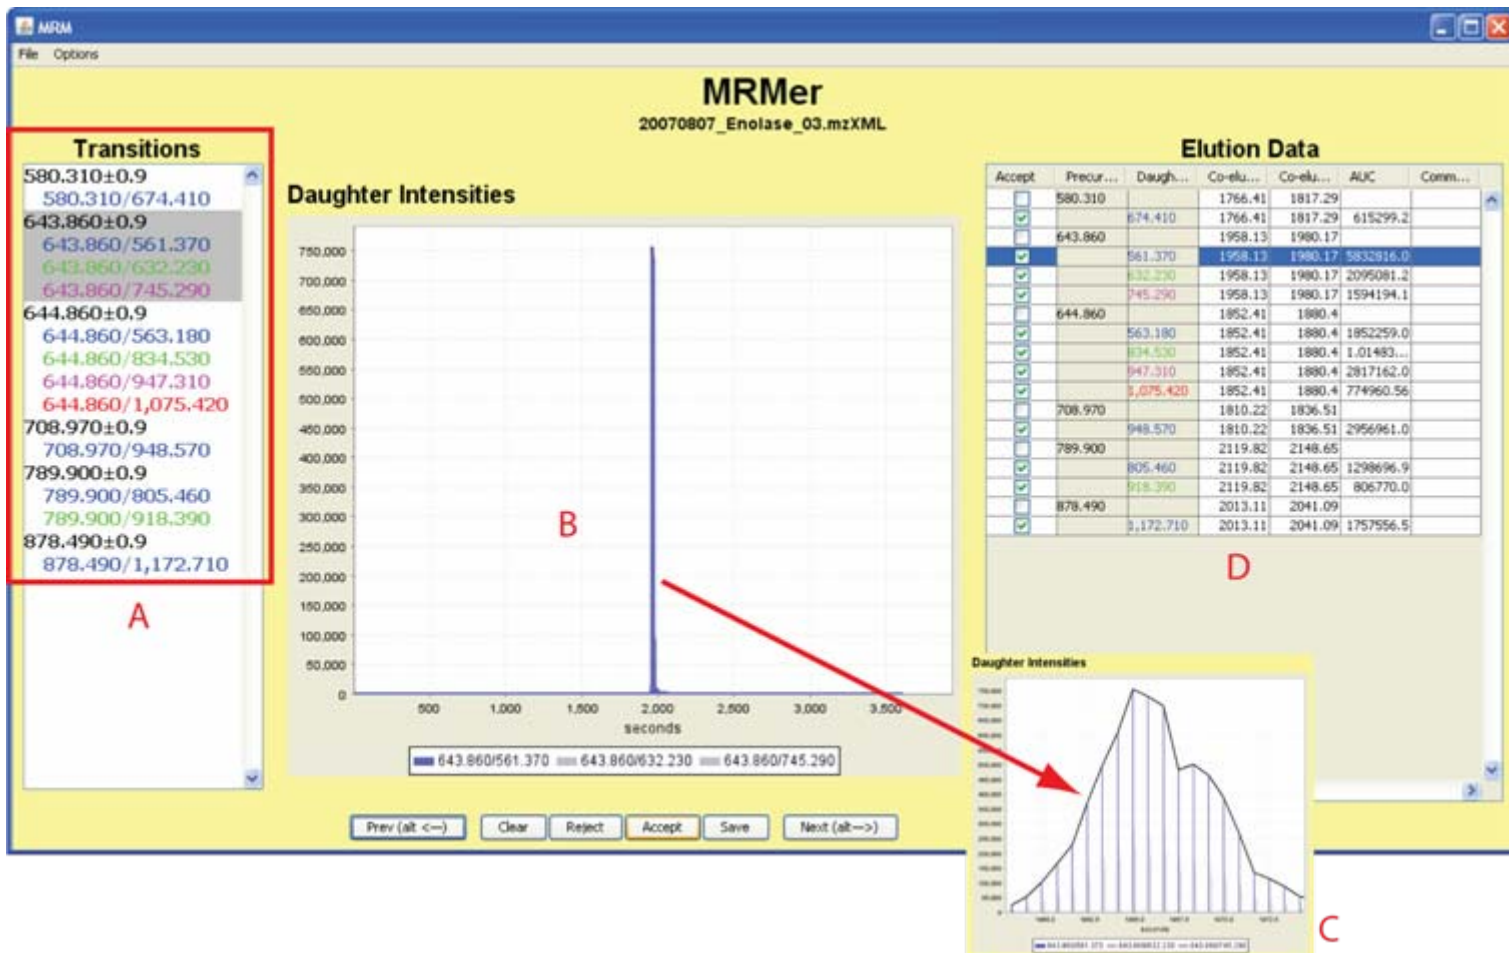 MRM
File Options
MRMer
20070807_Enolase_03.mzXML
Transitions
580.310±0.9
580.310/674.410
643.860±0.9
643.860/561.370
643.860/632.230
643.860/745.290
644.860±0.9
644.860/563.180
644.860/834.530
644.860/947.310
644.860/1,075.420
708.970±0.9
708.970/948.570
789.900±0.9
789.900/805.460
789.900/918.390
878.490±0.9
878.490/1,172.710
A
Daughter Intensities
750,000
700,000
650,000
600,000
550,000
500,000
450,000
400,000
350,000
300,000
250,000
200,000
150,000
100,000
50,000
0
500 1,000 1,500 2,000 2,500 3,000 3,500
seconds
643.860/561.370 643.860/632.230 643.860/745.290
B
Prev (alt <--) Clear Reject Accept Save Next (alt-->)
Elution Data
Accept Precur... Daugh... Co-elu... Co-elu... AUC Comm...
580.310 1766.41 1817.29
674.410 1766.41 1817.29 615299.2
643.860 1958.13 1980.17
561.370 1958.13 1980.17 5832816.0
632.230 1958.13 1980.17 2095081.2
745.290 1958.13 1980.17 1594194.1
644.860 1852.41 1880.4
563.180 1852.41 1880.4 1852259.0
834.530 1852.41 1880.4 1.01483...
947.310 1852.41 1880.4 2817162.0
1,075.420 1852.41 1880.4 774960.56
708.970 1810.22 1836.51
948.570 1810.22 1836.51 2956961.0
789.900 2119.82 2148.65
805.460 2119.82 2148.65 1298696.9
918.390 2119.82 2148.65 806770.0
878.490 2013.11 2041.09
1,172.710 2013.11 2041.09 1757556.5
D
Daughter Intensities
seconds
643.860/561.370 643.860/632.230 643.860/745.290
C